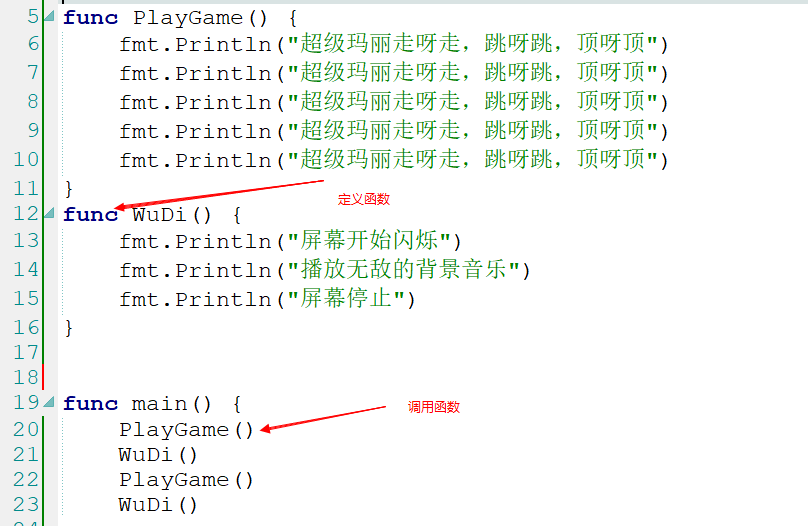 5 func PlayGame() {
6 fmt.Println("超级玛丽走呀走，跳呀跳，顶呀顶")
7 fmt.Println("超级玛丽走呀走，跳呀跳，顶呀顶")
8 fmt.Println("超级玛丽走呀走，跳呀跳，顶呀顶")
9 fmt.Println("超级玛丽走呀走，跳呀跳，顶呀顶")
10 fmt.Println("超级玛丽走呀走，跳呀跳，顶呀顶")
11 }
定义函数
12 func WuDi() {
13 fmt.Println("屏幕开始闪烁")
14 fmt.Println("播放无敌的背景音乐")
15 fmt.Println("屏幕停止")
16 }
17
18
19 func main() {
调用函数
20 PlayGame()
21 WuDi()
22 PlayGame()
23 WuDi()